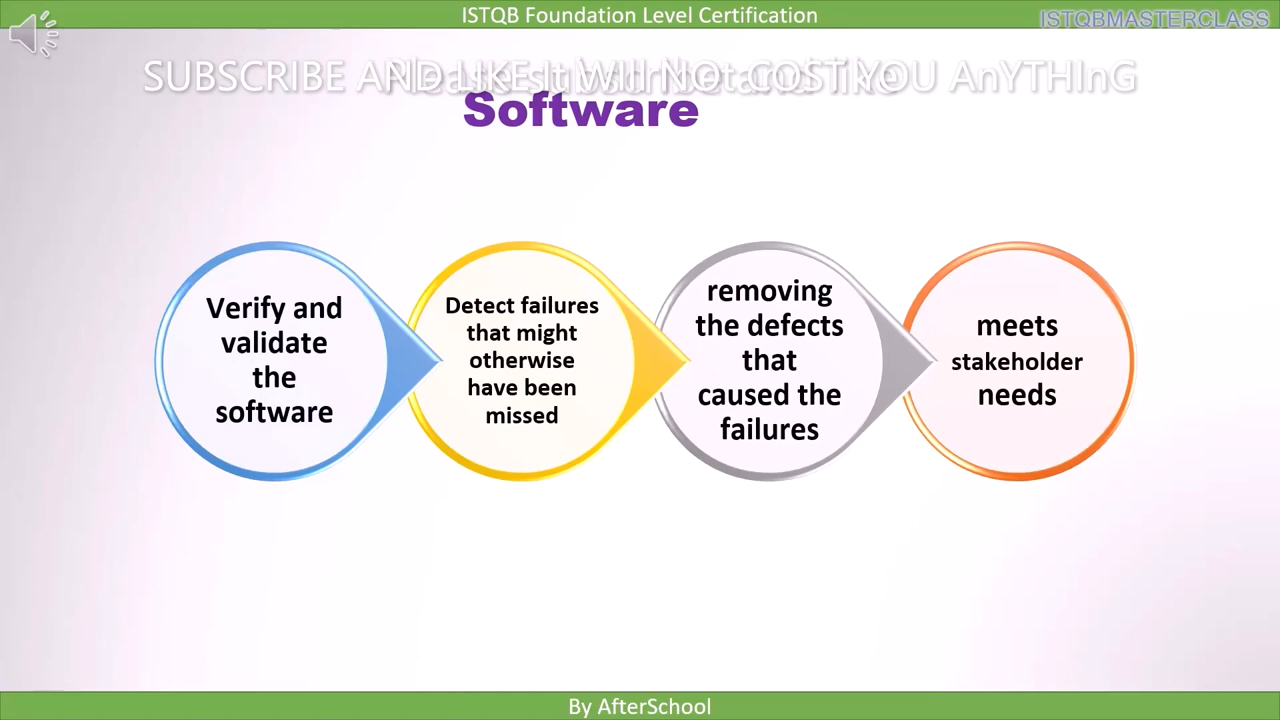 ISTQB Foundation Level Certification
ISTQBMASTERCLASS
SUBSCRIBE AND LIKE It WIll NOt COST YOU AnYTHInG
Software
Verify and
validate
the
software
Detect failures
that might
otherwise
have been
missed
removing
the defects
that
caused the
failures
meets
stakeholder
needs
By AfterSchool